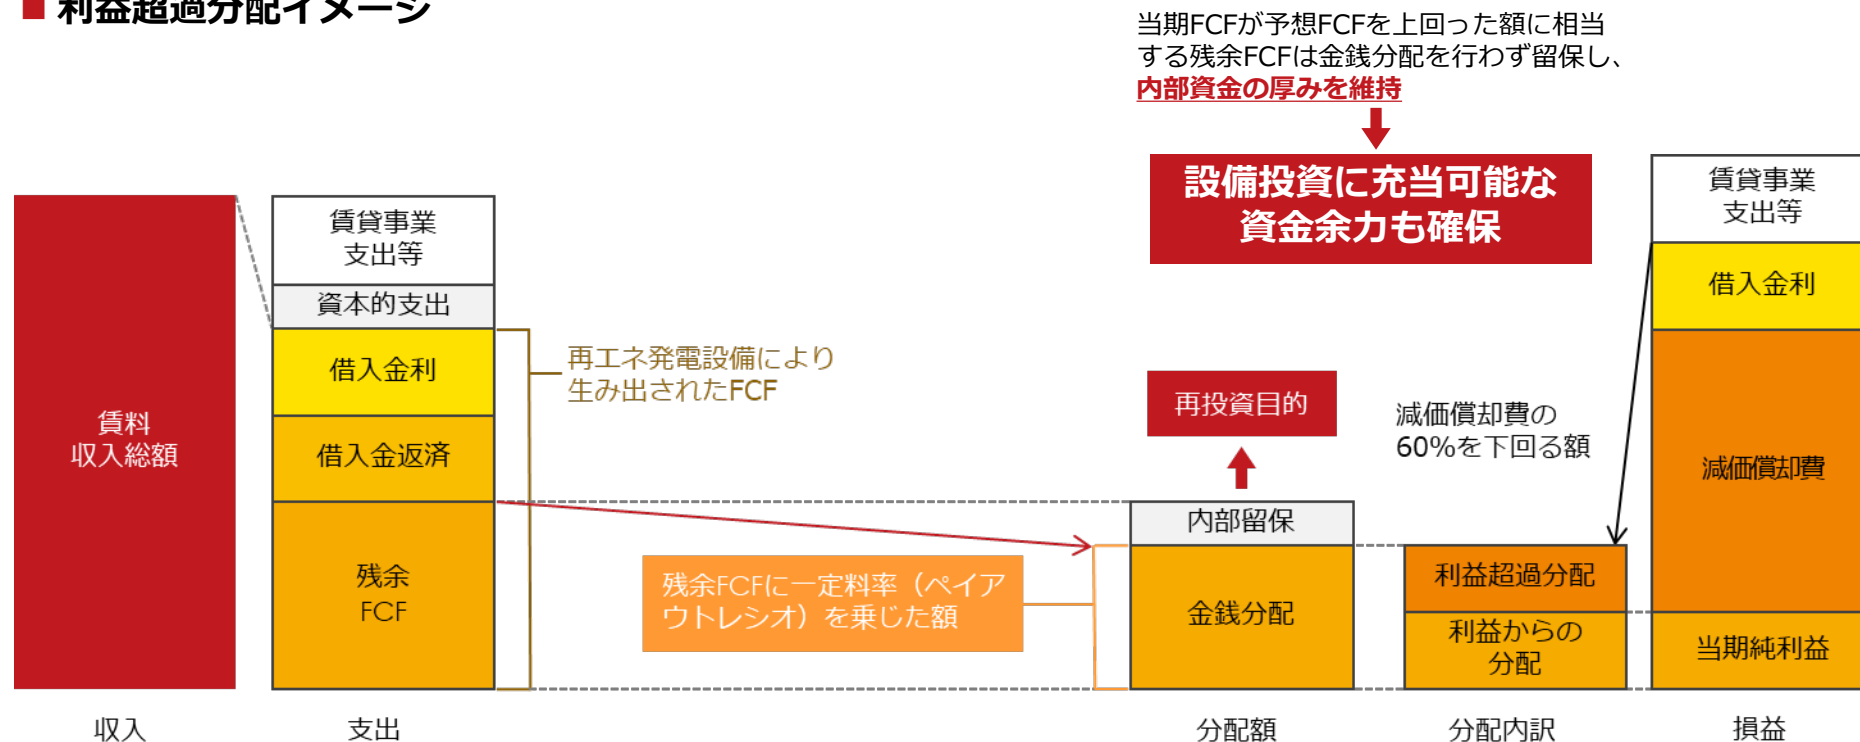 ■ 利益超過分配イメージ
当期FCFが予想FCFを上回った額に相当
する残余FCFは金銭分配を行わず留保し、
内部資金の厚みを維持
設備投資に充当可能な
資金余力も確保
賃料
収入総額
賃貸事業
支出等
資本的支出
借入金利
借入金返済
残余
FCF
再エネ発電設備により
生み出されたFCF
残余FCFに一定料率（ペイア
ウトレシオ）を乗じた額
再投資目的
内部留保
金銭分配
減価償却費の
60%を下回る額
利益超過分配
利益からの
分配
賃貸事業
支出等
借入金利
減価償却費
当期純利益
収入
支出
分配額
分配内訳
損益